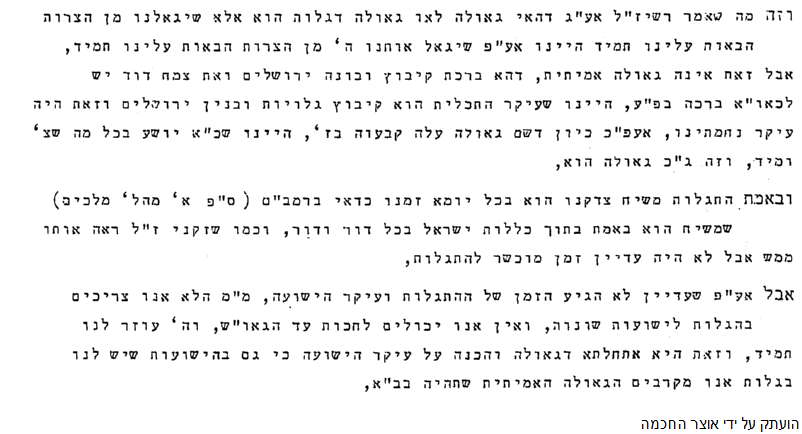 וזה מה שאמר רשיז"ל אע"ג דהאי גאולה לאו גאולה דגלות הוא אלא שיגאלנו מן הצרות
הבאות עלינו תמיד היינו אע"פ שיגאל אותנו ה' מן הצרות הבאות עלינו תמיד,
אבל זאת אינה גאולה אמיתית, דהא ברכת קיבוץ ובונה ירושלים ואת צמח דוד יש
לכאו"א ברכה בפ"ע, היינו שעיקר התכלית הוא קיבוץ גלויות ובנין ירושלים וזאת היה
עיקר נחמתינו, אעפ"כ כיון דשם גאולה עלה קבעוה בז', היינו שכ"א יושע בכל מה שצ'
ומיד, וזה ג"כ גאולה הוא,
ובאמת התגלות משיח צדקנו הוא בכל יומא זמנו כדאי ברמב"ם (ס"פ א' מהל' מלכים)
שמשיח הוא באמת בתוך כללות ישראל בכל דור ודור, וכמו שזקני ז"ל ראה אותו
ממש אבל לא היה עדיין זמן מוכשר להתגלות,
אבל אע"פ שעדיין לא הגיע הזמן של ההתגלות ועיקר הישועה, מ"מ הלא אנו צריכים
בהגלות לישועות שונות, ואין אנו יכולים לחכות עד הגאו"ש, וה' עוזר לנו
תמיד, וזאת היא אתחלתא דגאולה והכנה על עיקר הישועה כי גם בהישועות שיש לנו
בגלות אנו מקרבים הגאולה האמיתית שתהיה בב"א,
הועתק על ידי אוצר החכמה